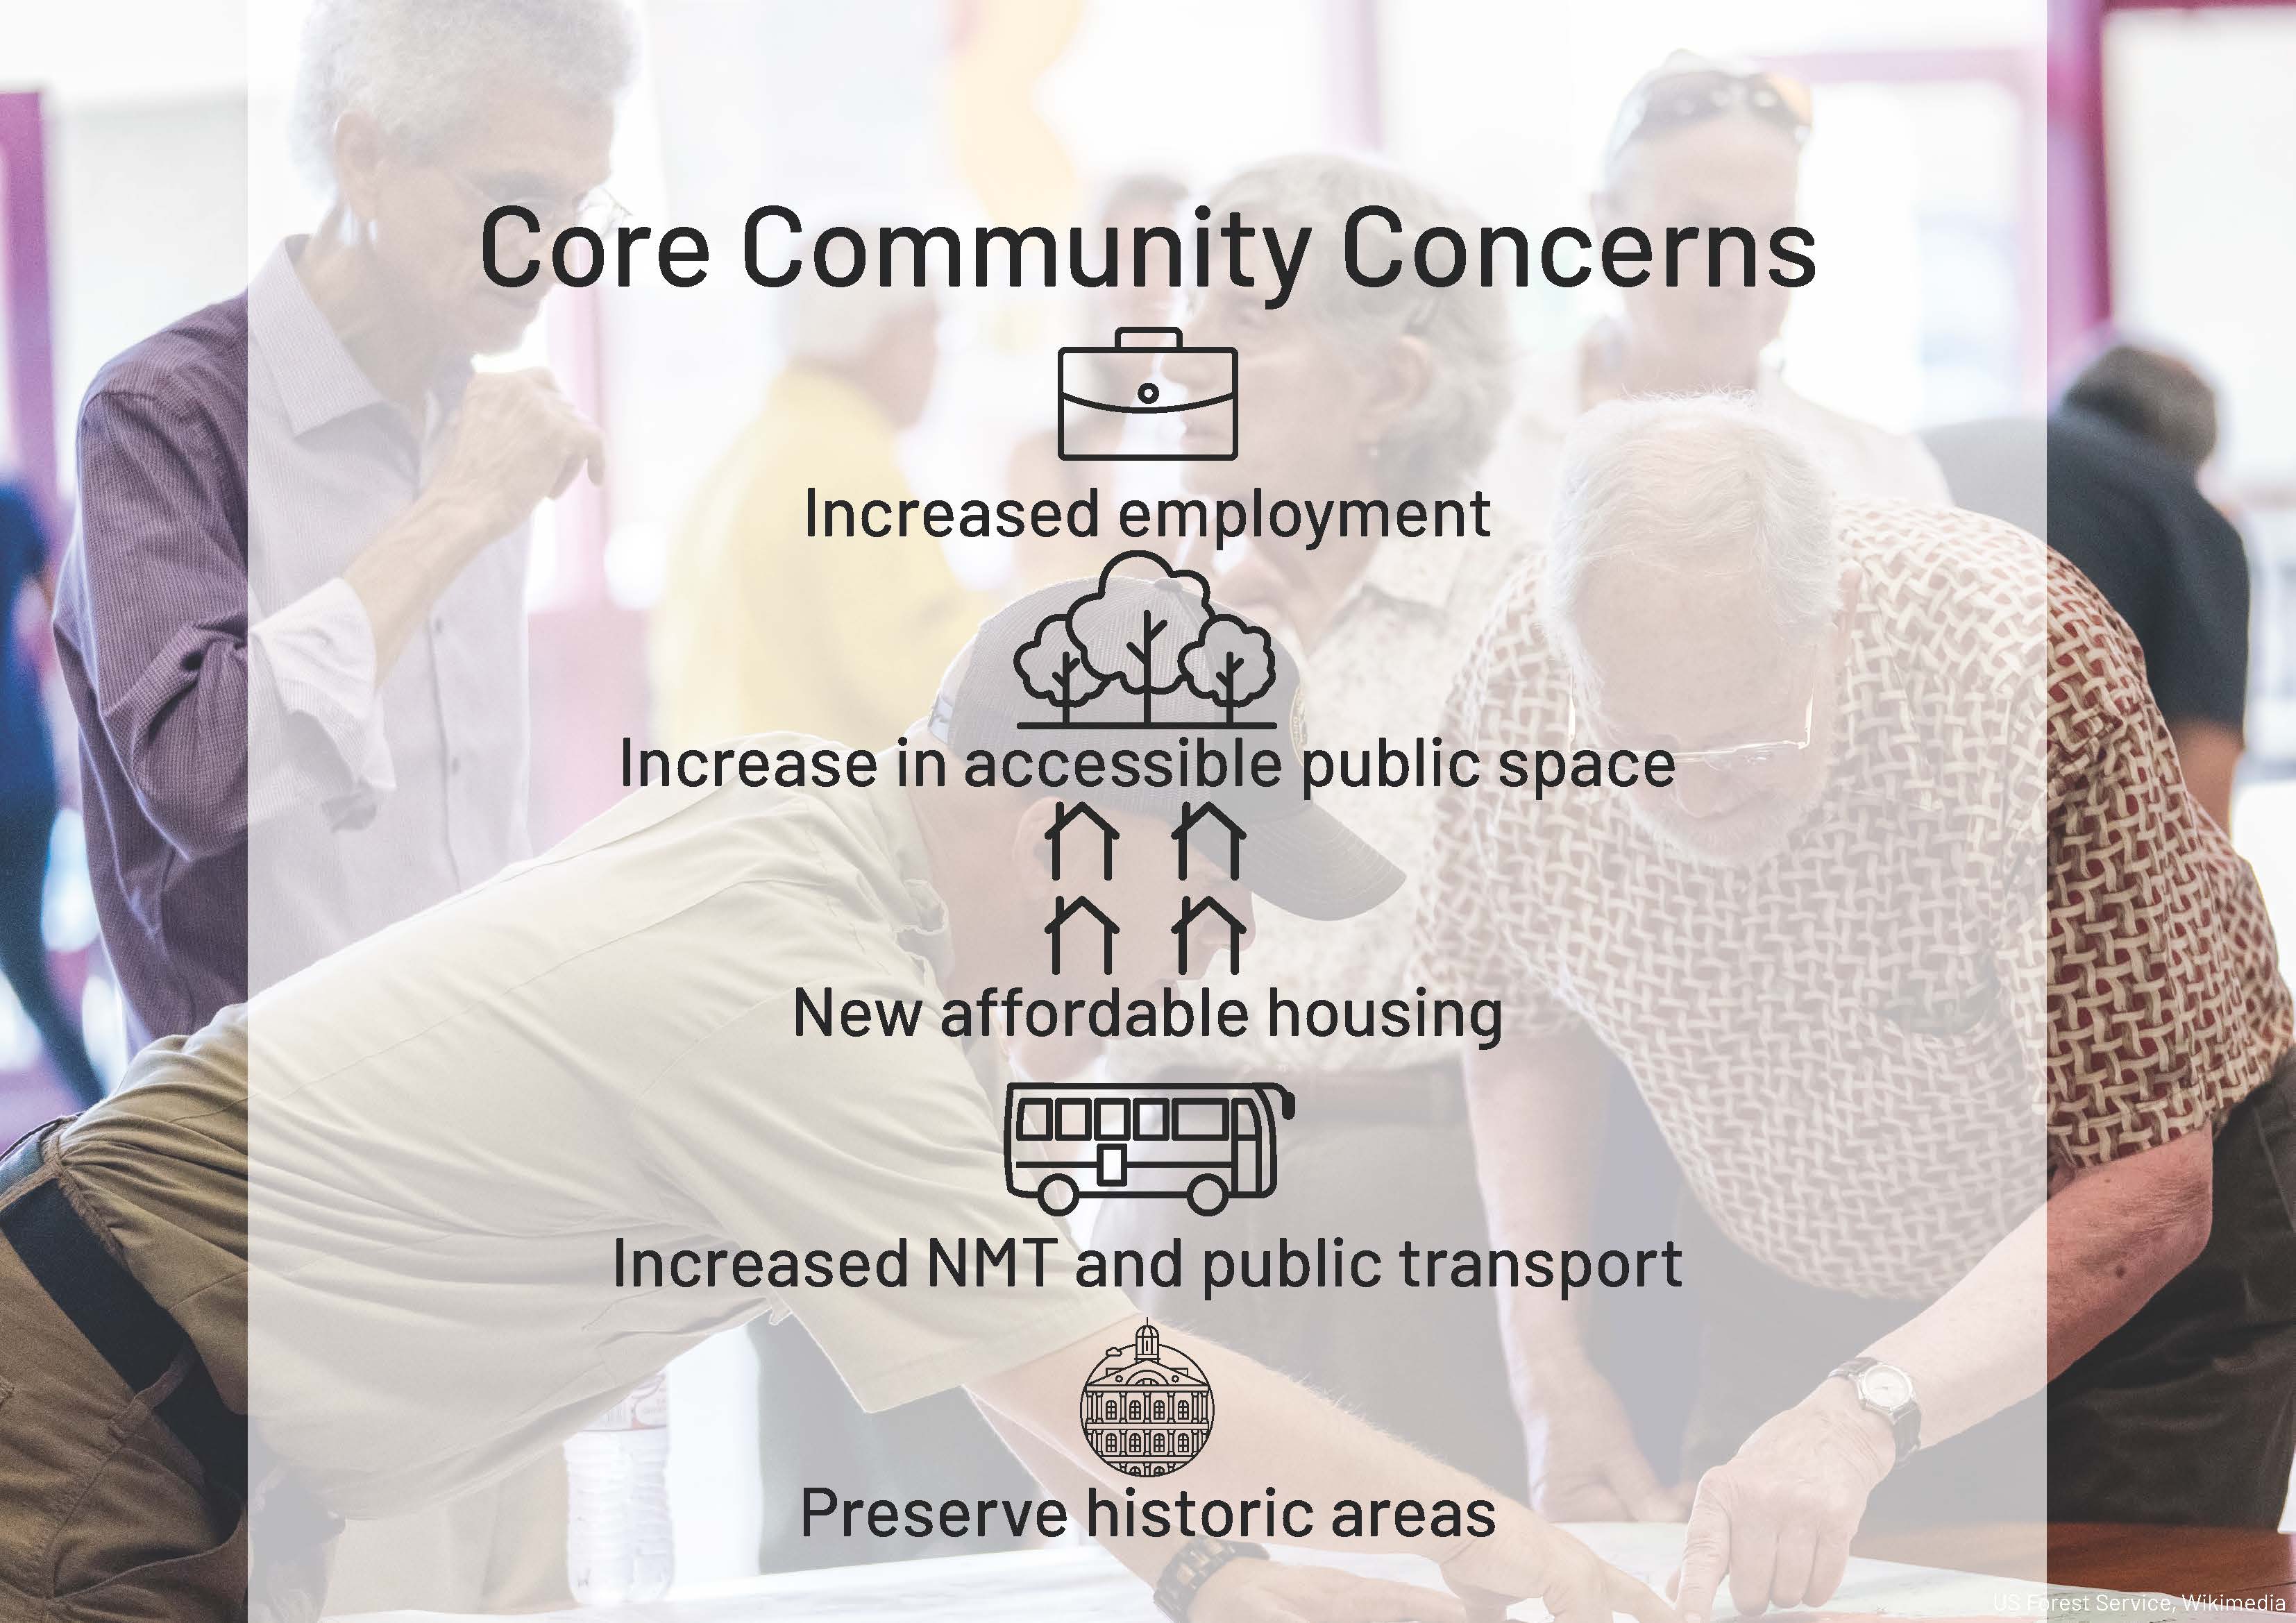 Core Community Concerns
Increased employment
Increase in accessible public space
New affordable housing
Increased NMT and public transport
Preserve historic areas
US Forest Service, Wikimedia